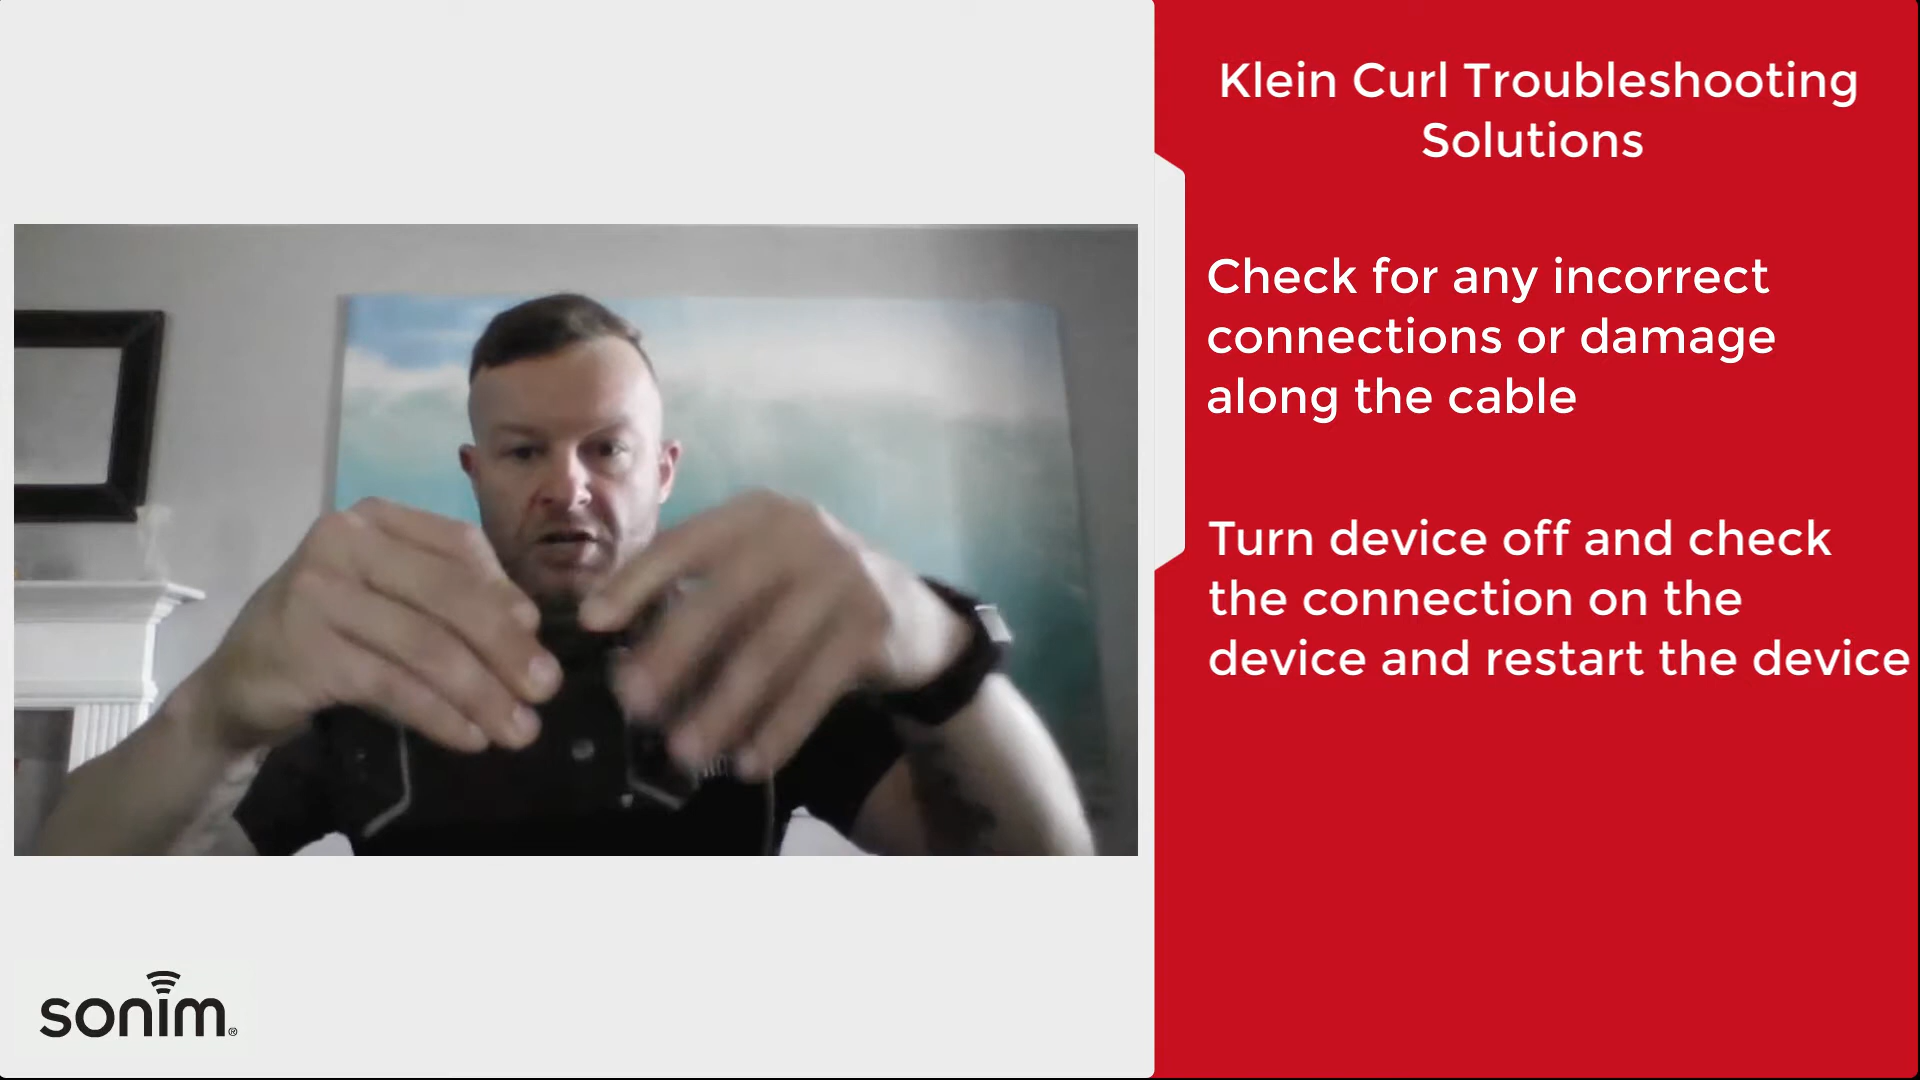 Klein Curl Troubleshooting
Solutions
Check for any incorrect
connections or damage
along the cable
Turn device off and check
the connection on the
device and restart the device
sonim®